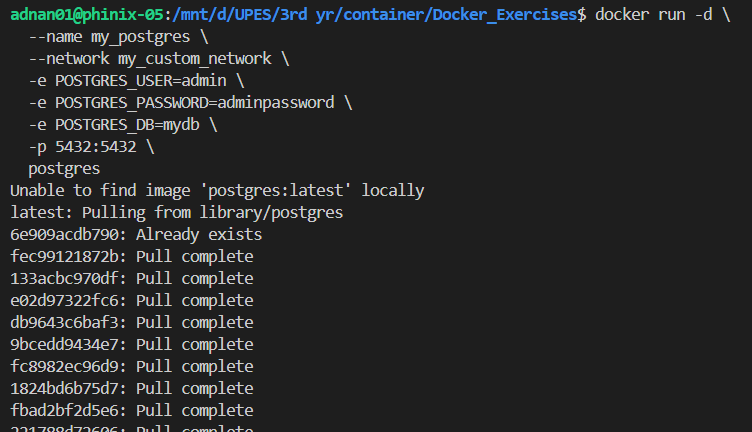 adnan01@phinix-05:/mnt/d/UPES/3rd yr/container/Docker_Exercises$ docker run -d \
  --name my_postgres \
  --network my_custom_network \
  -e POSTGRES_USER=admin \
  -e POSTGRES_PASSWORD=adminpassword \
  -e POSTGRES_DB=mydb \
  -p 5432:5432 \
  postgres
Unable to find image 'postgres:latest' locally
latest: Pulling from library/postgres
6e909acdb790: Already exists
fec99121872b: Pull complete
133acbc970df: Pull complete
e02d97322fc6: Pull complete
db9643c6baf3: Pull complete
9bcedd9434e7: Pull complete
fc8982ec96d9: Pull complete
1824bd6b75d7: Pull complete
fbad2bf2d5e6: Pull complete
Pull complete